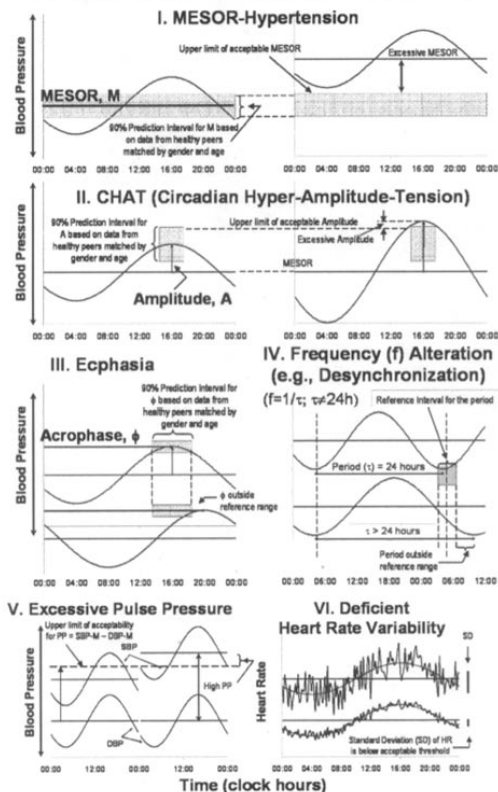 I. MESOR-Hypertension
Blood Pressure
Upper limit of acceptable MESOR
Excessive MESOR
MESOR, M
90% Prediction Interval for M based
on data from healthy peers
matched by gender and age
00:00 04:00 08:00 12:00 16:00 20:00 00:00
00:00 04:00 08:00 12:00 16:00 20:00 00:00
II. CHAT (Circadian Hyper-Amplitude-Tension)
Blood Pressure
90% Prediction Interval for
A based on data from
healthy peers matched by
gender and age
Upper limit of acceptable Amplitude
Excessive Amplitude
MESOR
Amplitude, A
00:00 04:00 08:00 12:00 16:00 20:00 00:00
00:00 04:00 08:00 12:00 16:00 20:00 00:00
III. Ecphasia
90% Prediction Interval for
ϕ based on data from
healthy peers matched by
gender and age
Acrophase, ϕ
ϕ outside
reference range
Blood Pressure
00:00 04:00 08:00 12:00 16:00 20:00 00:00
IV. Frequency (f) Alteration
(e.g., Desynchronization)
(f=1/τ; τ≠24h)
Reference Interval for the period
Period (τ) = 24 hours
τ > 24 hours
Period outside
reference range
00:00 06:00 12:00 18:00 00:00 06:00 12:00
V. Excessive Pulse Pressure
Upper limit of acceptability
for PP = SBP-M – DBP-M
SBP
High PP
DBP
Blood Pressure
00:00 12:00 00:00 12:00 00:00
VI. Deficient
Heart Rate Variability
SD
Heart Rate
Standard Deviation (SD) of HR
is below acceptable threshold
00:00 04:00 08:00 12:00 16:00 20:00 00:00
Time (clock hours)